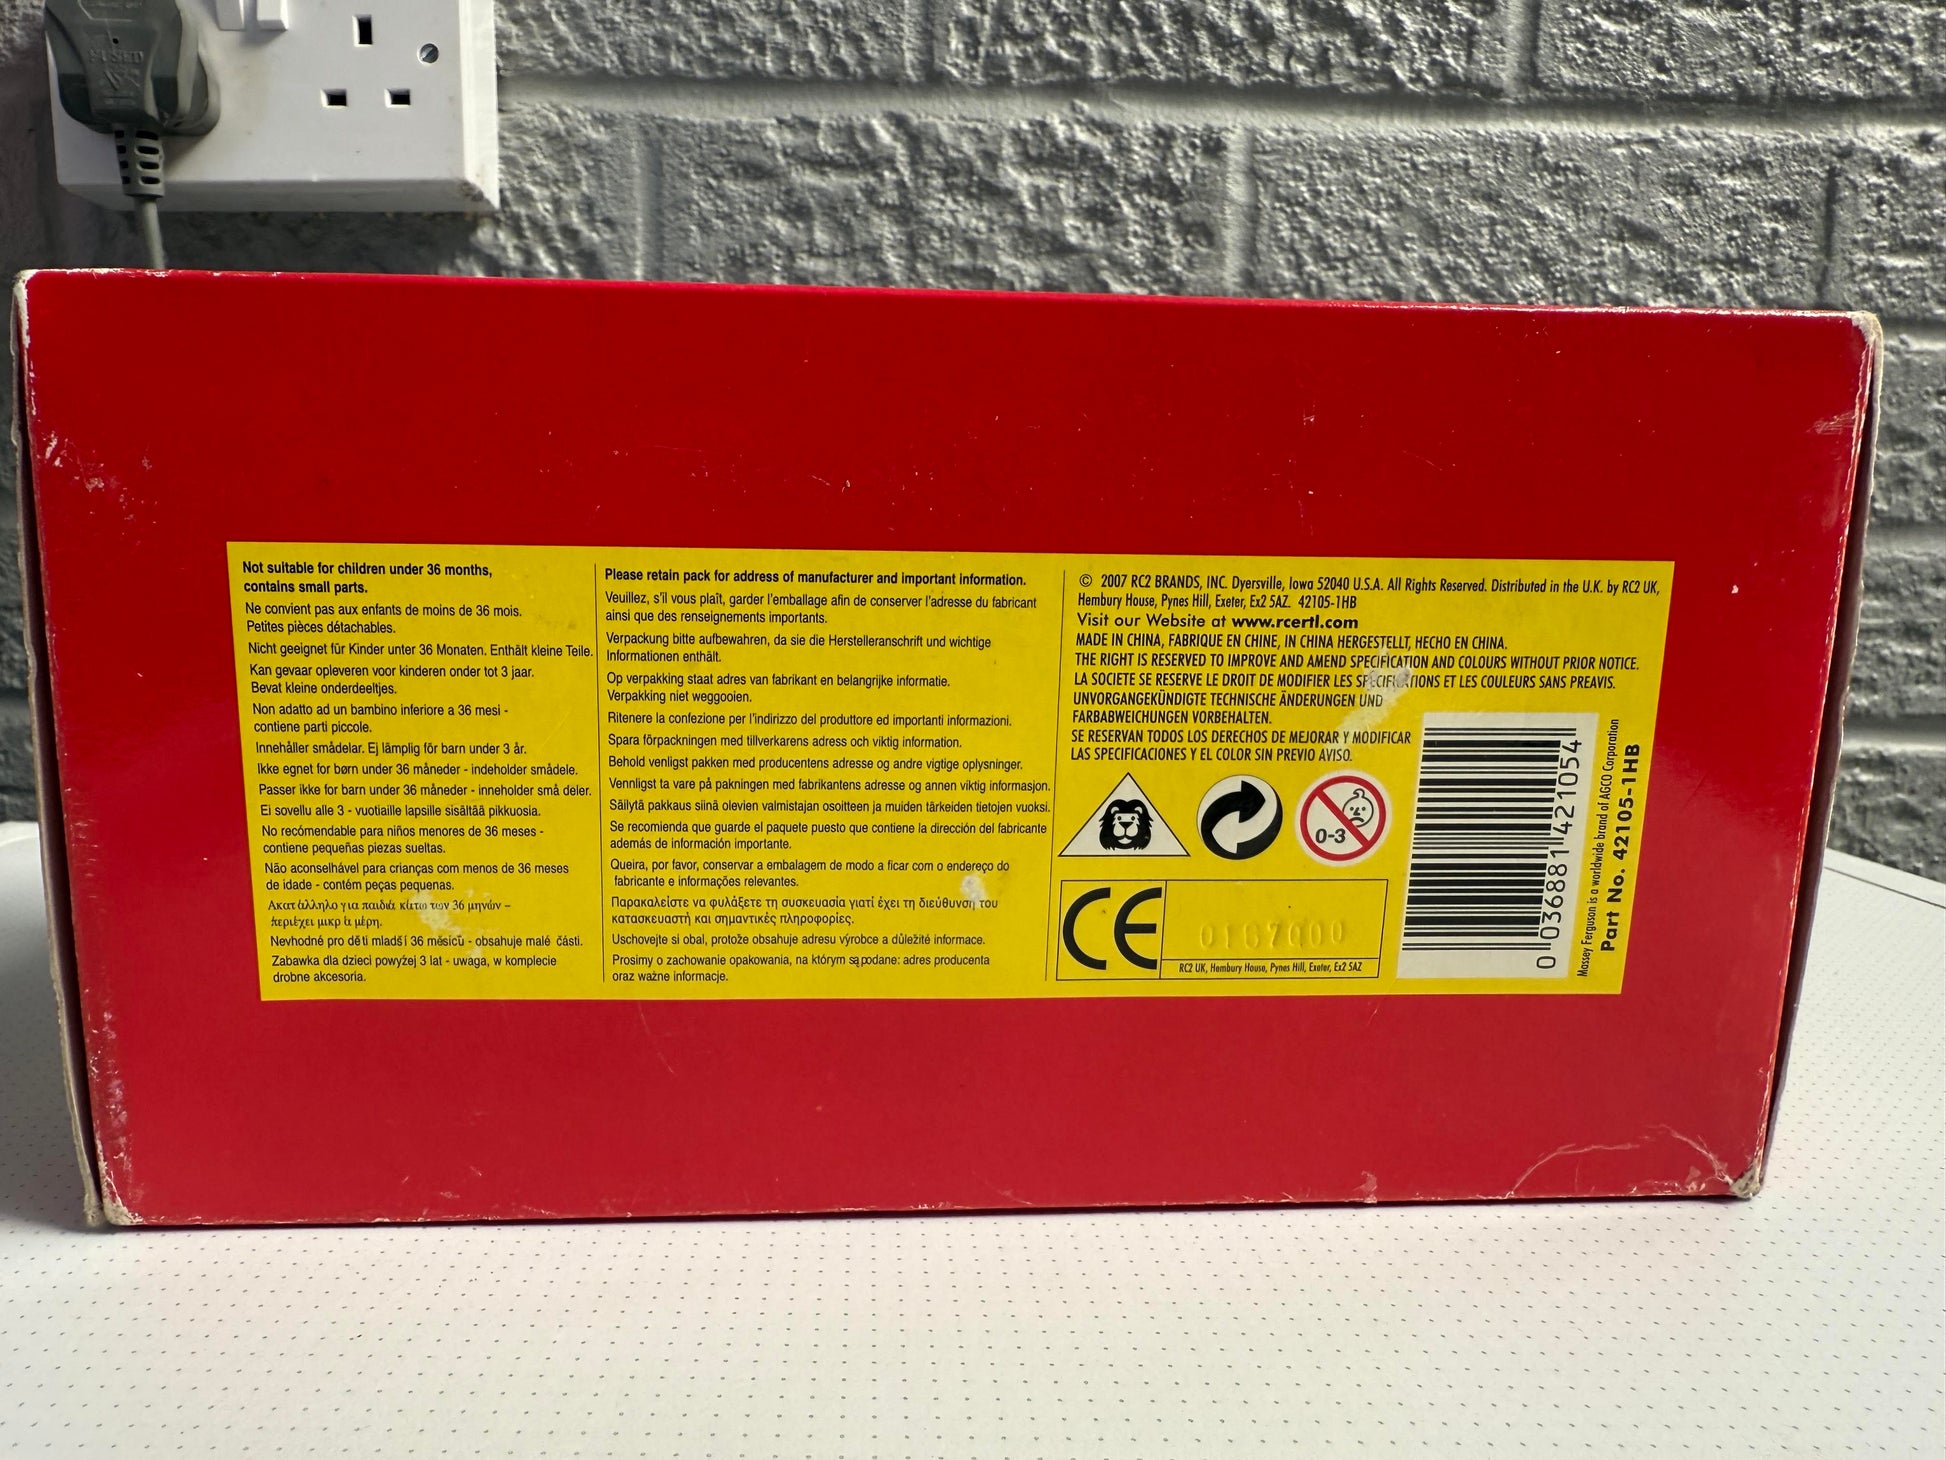 FUSED
Not suitable for children under 36 months,
contains small parts.
Ne convient pas aux enfants de moins de 36 mois.
Petites pièces détachables.
Nicht geeignet für Kinder unter 36 Monaten. Enthält kleine Teile.
Kan gevaar opleveren voor kinderen onder tot 3 jaar.
Bevat kleine onderdeeltjes.
Non adatto ad un bambino inferiore a 36 mesi -
contiene parti piccole.
Innehåller smådelar. Ej lämplig för barn under 3 år.
Ikke egnet for børn under 36 måneder - indeholder smådele.
Passer ikke for barn under 36 måneder - inneholder små deler.
Ei sovellu alle 3 - vuotiaille lapsille sisältää pikkuosia.
No recómendable para niños menores de 36 meses -
contiene pequeñas piezas sueltas.
Não aconselhável para crianças com menos de 36 meses
de idade - contém peças pequenas.
Ακατάλληλο για παιδιά κάτω των 36 μηνών –
περιέχει μικρά μέρη.
Nevhodné pro děti mladší 36 měsíců - obsahuje malé části.
Zabawka dla dzieci powyżej 3 lat - uwaga, w komplecie
drobne akcesoria.
Please retain pack for address of manufacturer and important information.
Veuillez, s'il vous plaît, garder l'emballage afin de conserver l'adresse du fabricant
ainsi que des renseignements importants.
Verpackung bitte aufbewahren, da sie die Herstelleranschrift und wichtige
Informationen enthält.
Op verpakking staat adres van fabrikant en belangrijke informatie.
Verpakking niet weggooien.
Ritenere la confezione per l'indirizzo del produttore ed importanti informazioni.
Spara förpackningen med tillverkarens adress och viktig information.
Behold venligst pakken med producentens adresse og andre vigtige oplysninger.
Vennligst ta vare på pakningen med fabrikantens adresse og annen viktig informasjon.
Säilytä pakkaus siinä olevien valmistajan osoitteen ja muiden tärkeiden tietojen vuoksi.
Se recomienda que guarde el paquete puesto que contiene la dirección del fabricante
además de información importante.
Queira, por favor, conservar a embalagem de modo a ficar com o endereço do
fabricante e informações relevantes.
Παρακαλείστε να φυλάξετε τη συσκευασία γιατί έχει τη διεύθυνση του
κατασκευαστή και σημαντικές πληροφορίες.
Uschovejte si obal, protože obsahuje adresu výrobce a důležité informace.
Prosimy o zachowanie opakowania, na którym są podane: adres producenta
oraz ważne informacje.
© 2007 RC2 BRANDS, INC. Dyersville, Iowa 52040 U.S.A. All Rights Reserved. Distributed in the U.K. by RC2 UK,
Hembury House, Pynes Hill, Exeter, Ex2 5AZ. 42105-1HB
Visit our Website at www.rcertl.com
MADE IN CHINA, FABRIQUE EN CHINE, IN CHINA HERGESTELLT, HECHO EN CHINA.
THE RIGHT IS RESERVED TO IMPROVE AND AMEND SPECIFICATION AND COLOURS WITHOUT PRIOR NOTICE.
LA SOCIETE SE RESERVE LE DROIT DE MODIFIER LES SPECIFICATIONS ET LES COULEURS SANS PREAVIS.
UNVORGANGEKÜNDIGTE TECHNISCHE ÄNDERUNGEN UND
FARBABWEICHUNGEN VORBEHALTEN.
SE RESERVAN TODOS LOS DERECHOS DE MEJORAR Y MODIFICAR
LAS SPECIFICACIONES Y EL COLOR SIN PREVIO AVISO.
0-3
CE
0167000
RC2 UK, Hembury House, Pynes Hill, Exeter, Ex2 5AZ
0 036881 421054
Massey Ferguson is a worldwide brand of AGCO Corporation
Part No. 42105-1HB